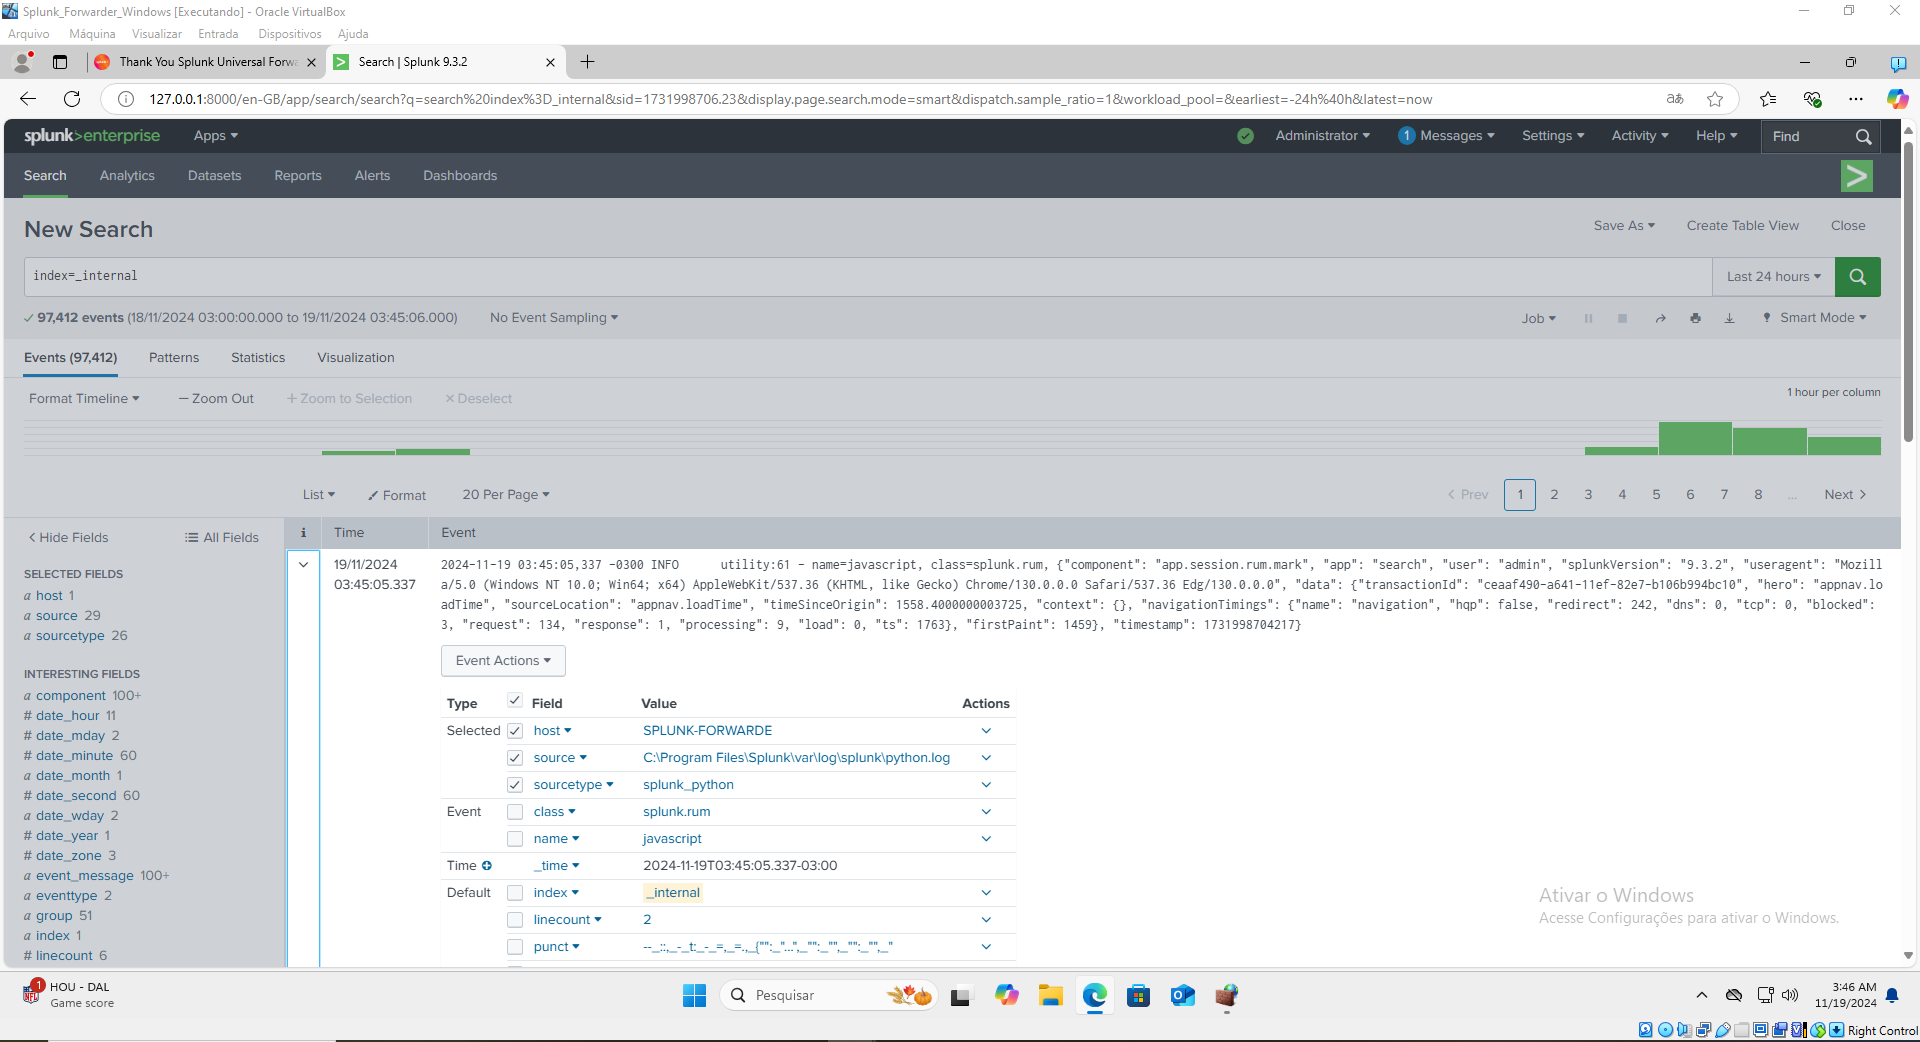 Splunk_Forwarder_Windows [Executando] - Oracle VirtualBox
Arquivo Máquina Visualizar Entrada Dispositivos Ajuda
Thank You Splunk Universal Forwa
Search | Splunk 9.3.2
127.0.0.1:8000/en-GB/app/search/search?q=search%20index%3D_internal&sid=1731998706.23&display.page.search.mode=smart&dispatch.sample_ratio=1&workload_pool=&earliest=-24h%40h&latest=now
splunk>enterprise Apps Administrator 1 Messages Settings Activity Help Find
Search Analytics Datasets Reports Alerts Dashboards
New Search
Save As Create Table View Close
index=_internal
Last 24 hours
97,412 events (18/11/2024 03:00:00.000 to 19/11/2024 03:45:06.000) No Event Sampling
Job Smart Mode
Events (97,412) Patterns Statistics Visualization
Format Timeline — Zoom Out + Zoom to Selection × Deselect
1 hour per column
List Format 20 Per Page
< Prev 1 2 3 4 5 6 7 8 ... Next >
< Hide Fields All Fields
i Time Event
SELECTED FIELDS
a host 1
a source 29
a sourcetype 26
INTERESTING FIELDS
a component 100+
# date_hour 11
# date_mday 2
# date_minute 60
a date_month 1
# date_second 60
a date_wday 2
# date_year 1
# date_zone 3
a event_message 100+
a eventtype 2
a group 51
a index 1
# linecount 6
19/11/2024
03:45:05.337
2024-11-19 03:45:05,337 -0300 INFO utility:61 - name=javascript, class=splunk.rum, {"component": "app.session.rum.mark", "app": "search", "user": "admin", "splunkVersion": "9.3.2", "useragent": "Mozill
a/5.0 (Windows NT 10.0; Win64; x64) AppleWebKit/537.36 (KHTML, like Gecko) Chrome/130.0.0.0 Safari/537.36 Edg/130.0.0.0", "data": {"transactionId": "ceaaf490-a641-11ef-82e7-b106b994bc10", "hero": "appnav.lo
adTime", "sourceLocation": "appnav.loadTime", "timeSinceOrigin": 1558.4000000003725, "context": {}, "navigationTimings": {"name": "navigation", "hqp": false, "redirect": 242, "dns": 0, "tcp": 0, "blocked":
3, "request": 134, "response": 1, "processing": 9, "load": 0, "ts": 1763}, "firstPaint": 1459}, "timestamp": 1731998704217}
Event Actions
Type Field Value Actions
Selected host SPLUNK-FORWARDE
source C:\Program Files\Splunk\var\log\splunk\python.log
sourcetype splunk_python
Event class splunk.rum
name javascript
Time _time 2024-11-19T03:45:05.337-03:00
Default index _internal
linecount 2
punct --_::,_-_t:_-_=,_=.,_{"":_"...",_"":_"",_"":_"",_"
Ativar o Windows
Acesse Configurações para ativar o Windows.
1 HOU - DAL
Game score
Pesquisar
3:46 AM
11/19/2024
Right Control